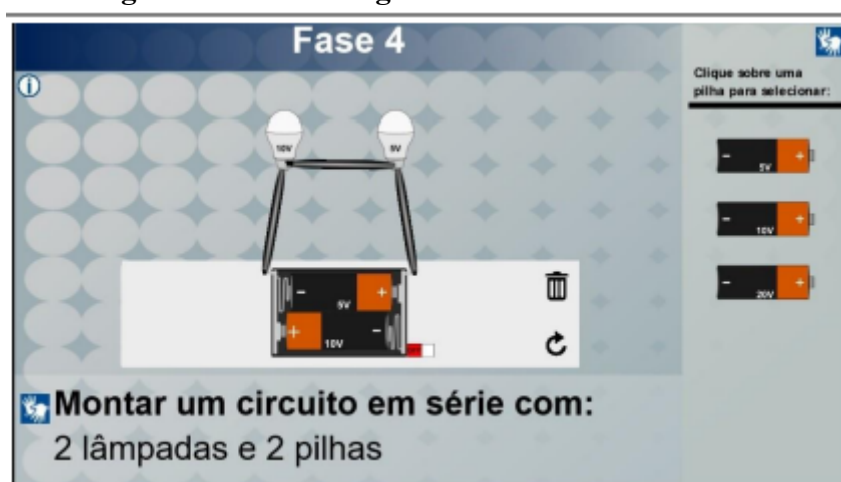 Fase 4
Clique sobre uma
pilha para selecionar:
10V
5V
- 5V +
- 10V +
- 20V +
- 5V +
+ 10V -
Montar um circuito em série com:
2 lâmpadas e 2 pilhas